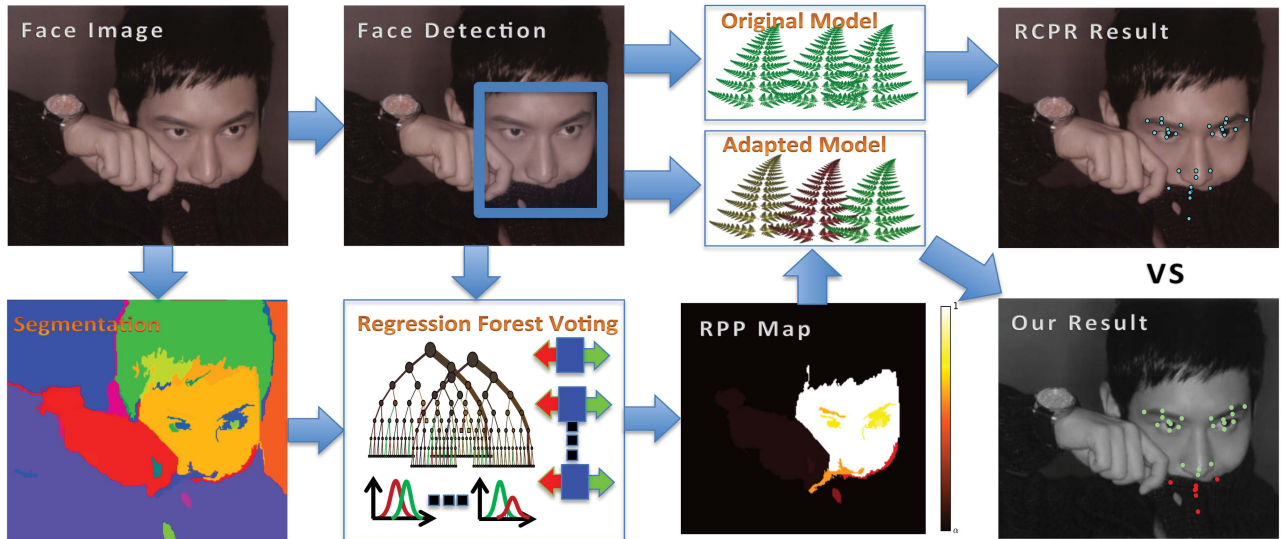 Face Image
Face Detection
Original Model
RCPR Result
Adapted Model
VS
Segmentation
Regression Forest Voting
RPP Map
1
α
Our Result